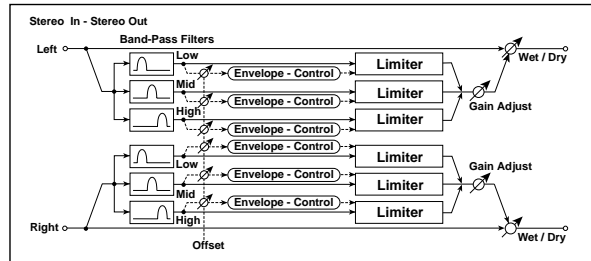 Stereo In - Stereo Out
Band-Pass Filters
Left
Low
Wet / Dry
Envelope - Control
Limiter
Mid
Envelope - Control
Limiter
Gain Adjust
High
Envelope - Control
Limiter
Low
Envelope - Control
Limiter
Gain Adjust
Mid
Envelope - Control
Limiter
High
Envelope - Control
Limiter
Right
Offset
Wet / Dry